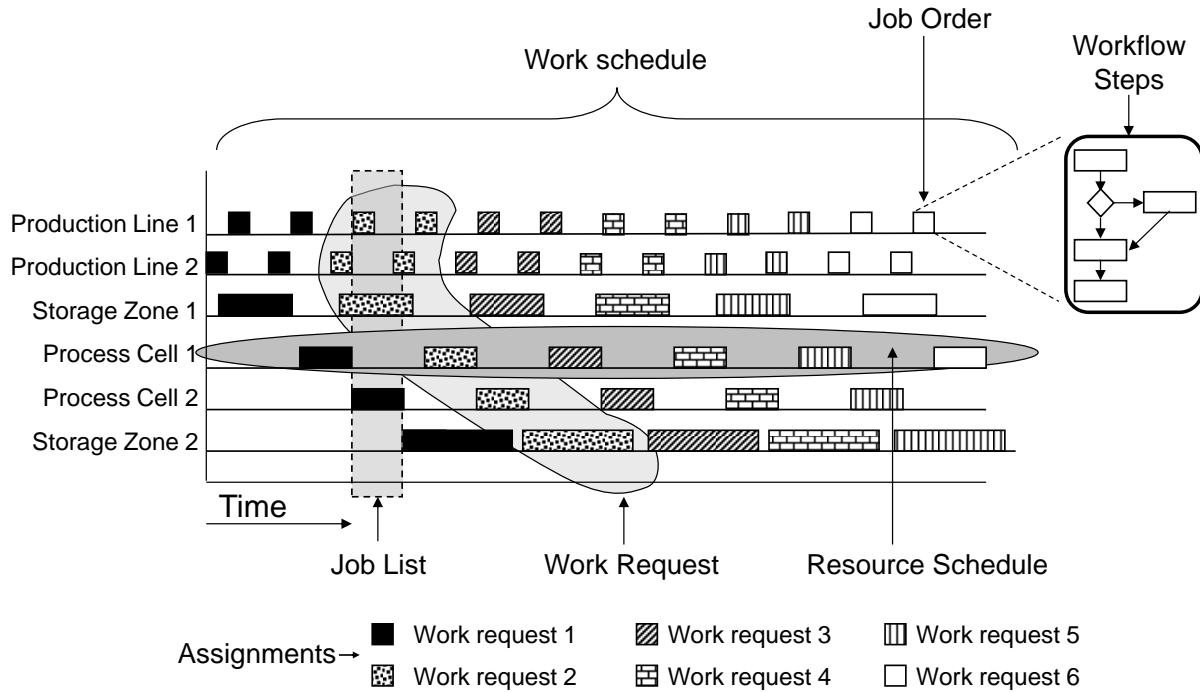 Job Order
Work schedule
Workflow
Steps
Production Line 1
Production Line 2
Storage Zone 1
Process Cell 1
Process Cell 2
Storage Zone 2
Time
Job List
Work Request
Resource Schedule
Assignments
Work request 1
Work request 3
Work request 5
Work request 2
Work request 4
Work request 6